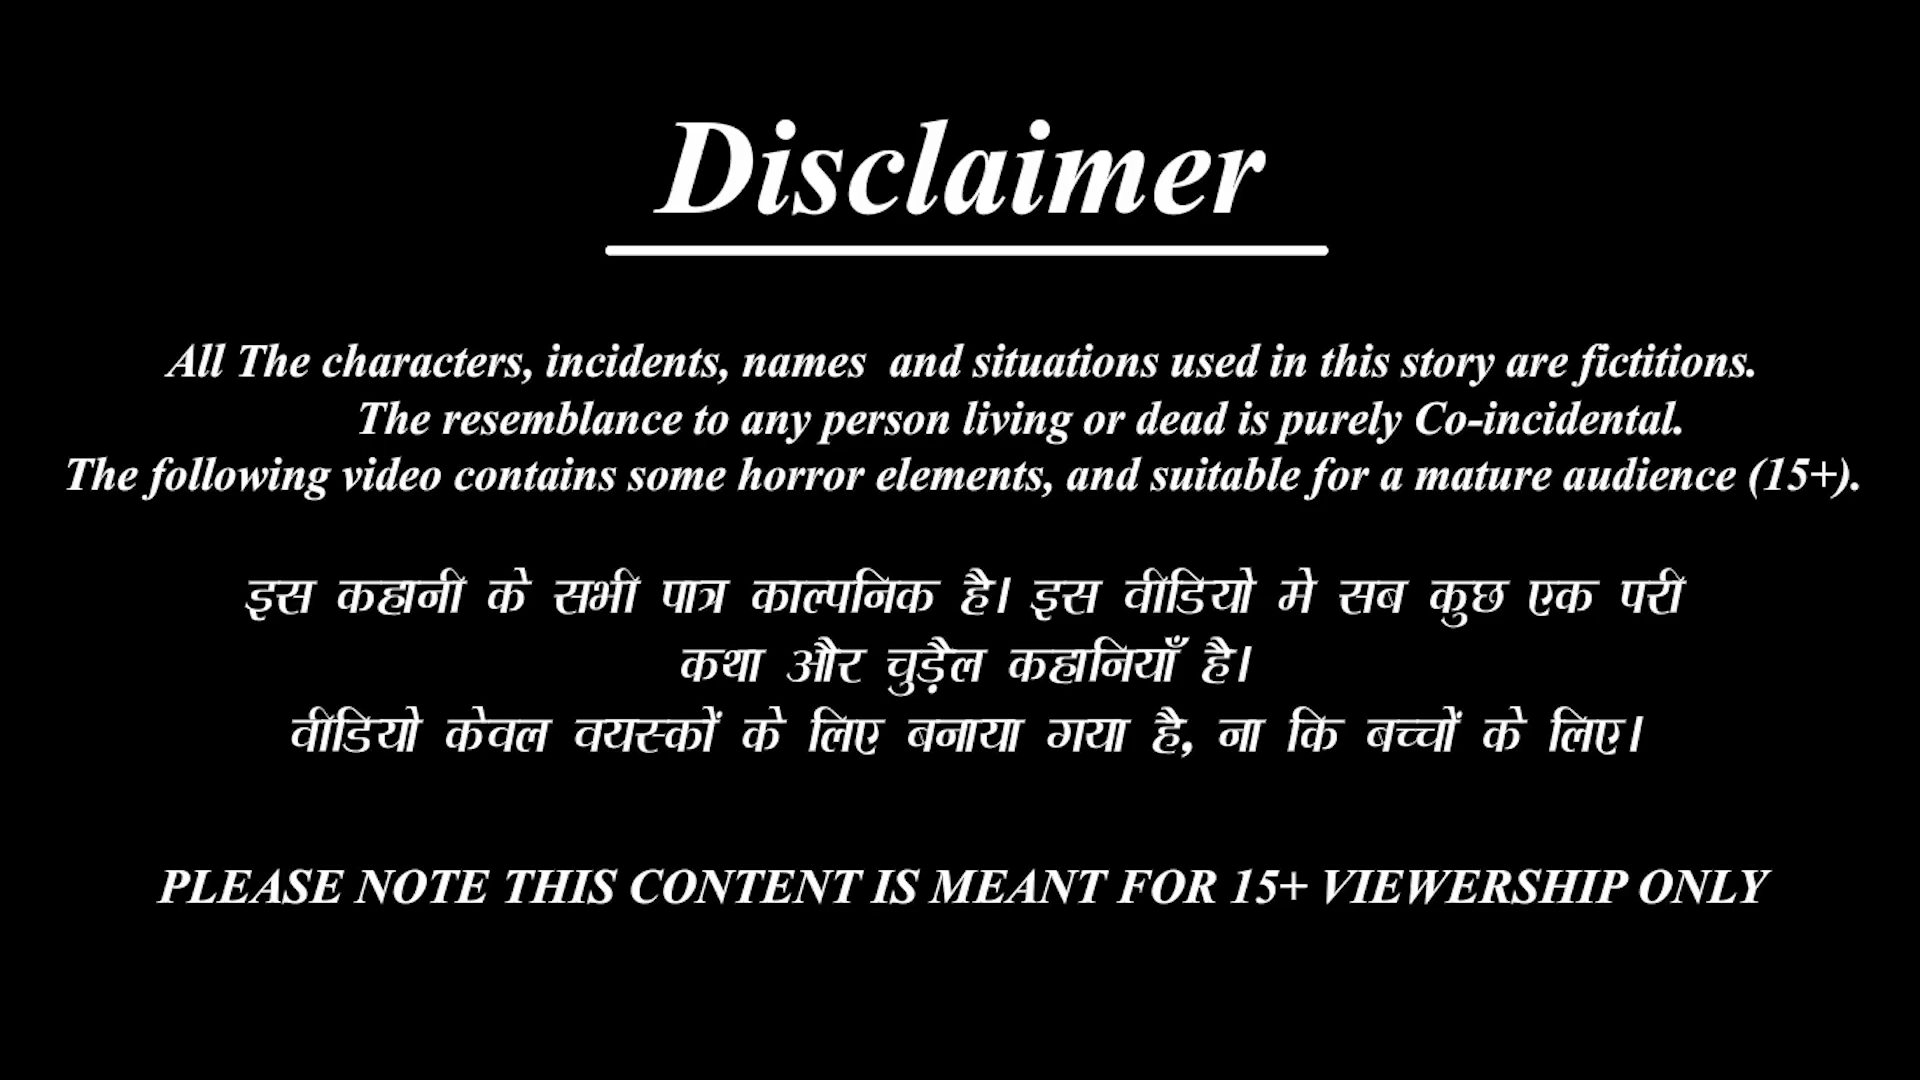 Disclaimer
All The characters, incidents, names and situations used in this story are fictitions.
The resemblance to any person living or dead is purely Co-incidental.
The following video contains some horror elements, and suitable for a mature audience (15+).
इस कहानी के सभी पात्र काल्पनिक है। इस वीडियो मे सब कुछ एक परी
कथा और चुड़ैल कहानियाँ है।
वीडियो केवल वयस्कों के लिए बनाया गया है, ना कि बच्चों के लिए।
PLEASE NOTE THIS CONTENT IS MEANT FOR 15+ VIEWERSHIP ONLY